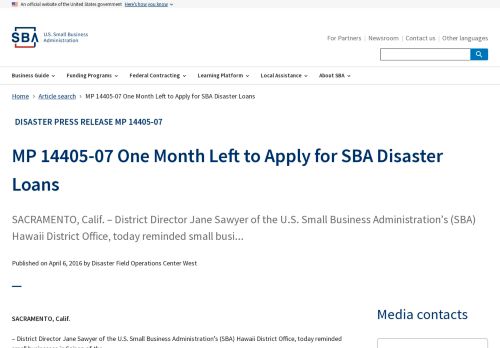 An official website of the United States government Here's how you know
SBA U.S. Small Business
Administration
For Partners Newsroom Contact us Other languages
Business Guide Funding Programs Federal Contracting Learning Platform Local Assistance About SBA
Home Article search MP 14405-07 One Month Left to Apply for SBA Disaster Loans
DISASTER PRESS RELEASE MP 14405-07
MP 14405-07 One Month Left to Apply for SBA Disaster
Loans
SACRAMENTO, Calif. – District Director Jane Sawyer of the U.S. Small Business Administration's (SBA)
Hawaii District Office, today reminded small busi...
Published on April 6, 2016 by Disaster Field Operations Center West
SACRAMENTO, Calif.
Media contacts
– District Director Jane Sawyer of the U.S. Small Business Administration's (SBA) Hawaii District Office, today reminded